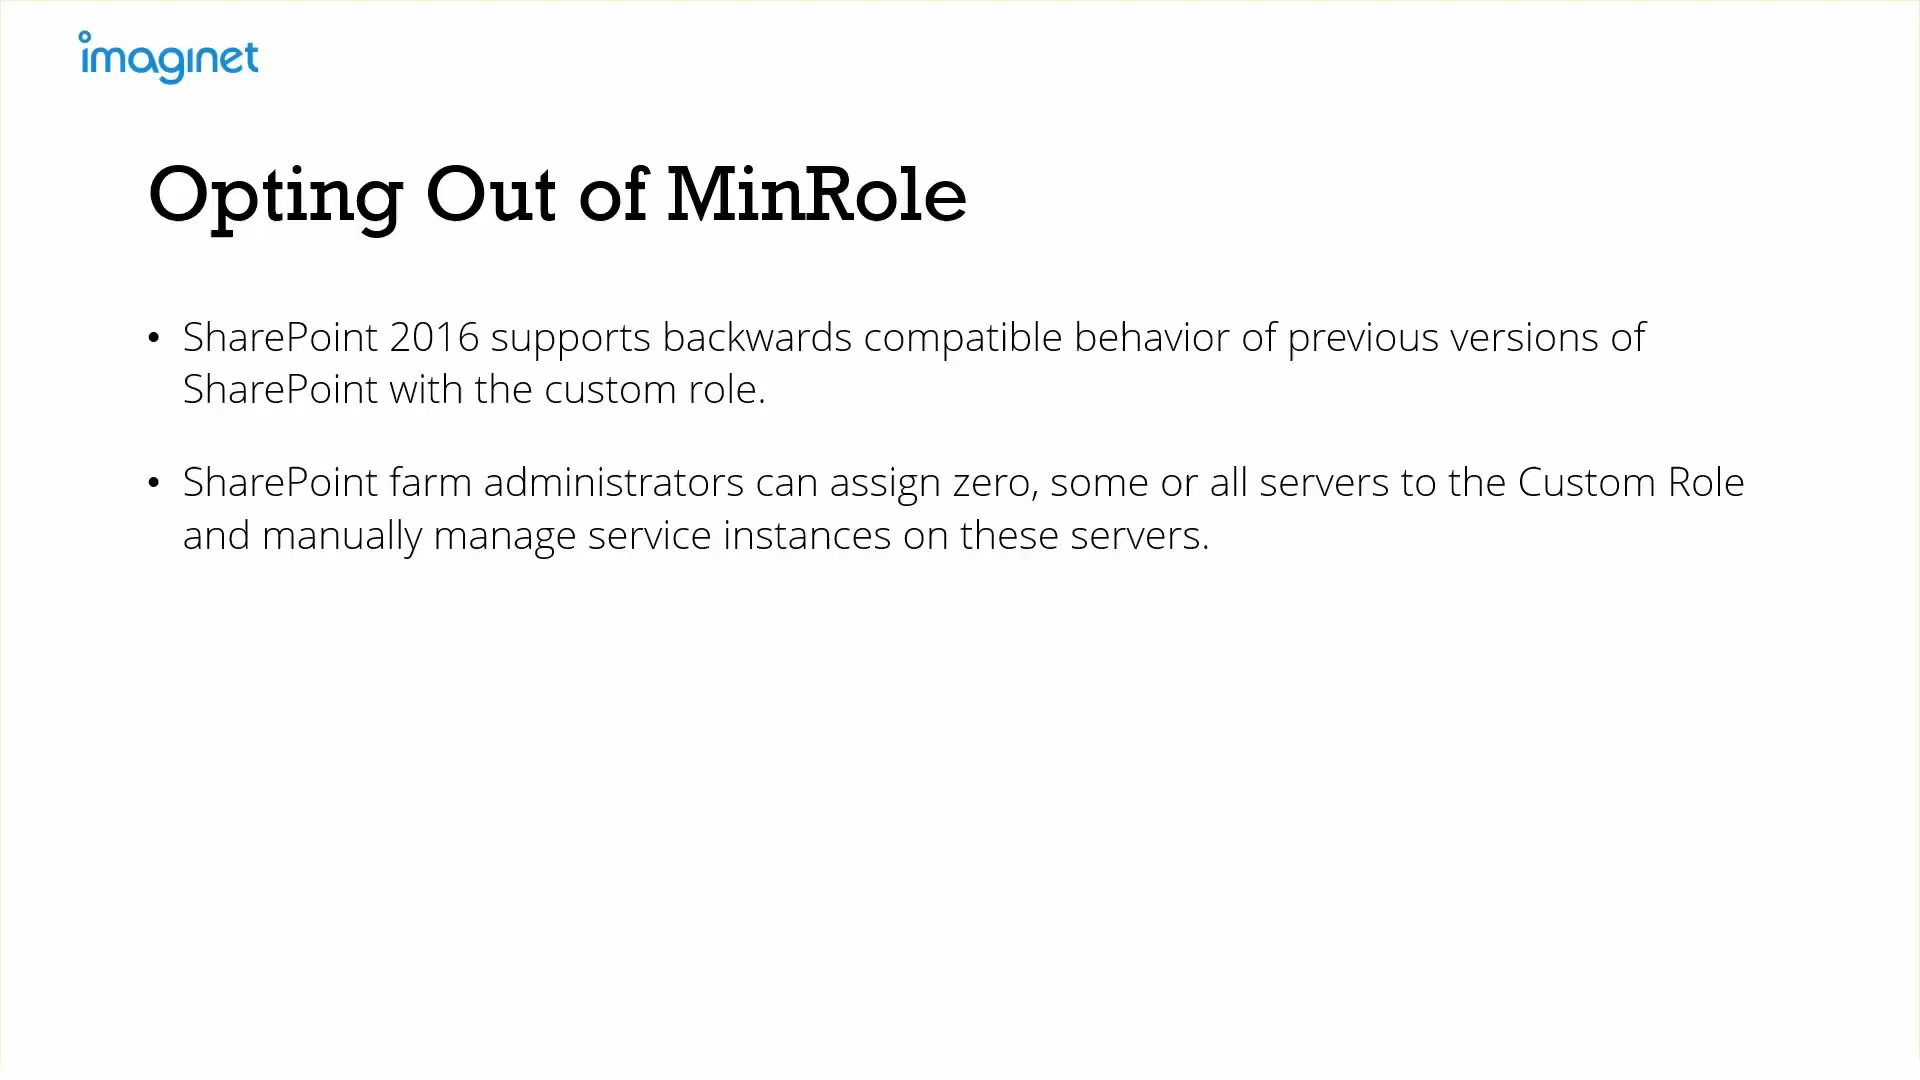 imaginet
Opting Out of MinRole
• SharePoint 2016 supports backwards compatible behavior of previous versions of
SharePoint with the custom role.
• SharePoint farm administrators can assign zero, some or all servers to the Custom Role
and manually manage service instances on these servers.